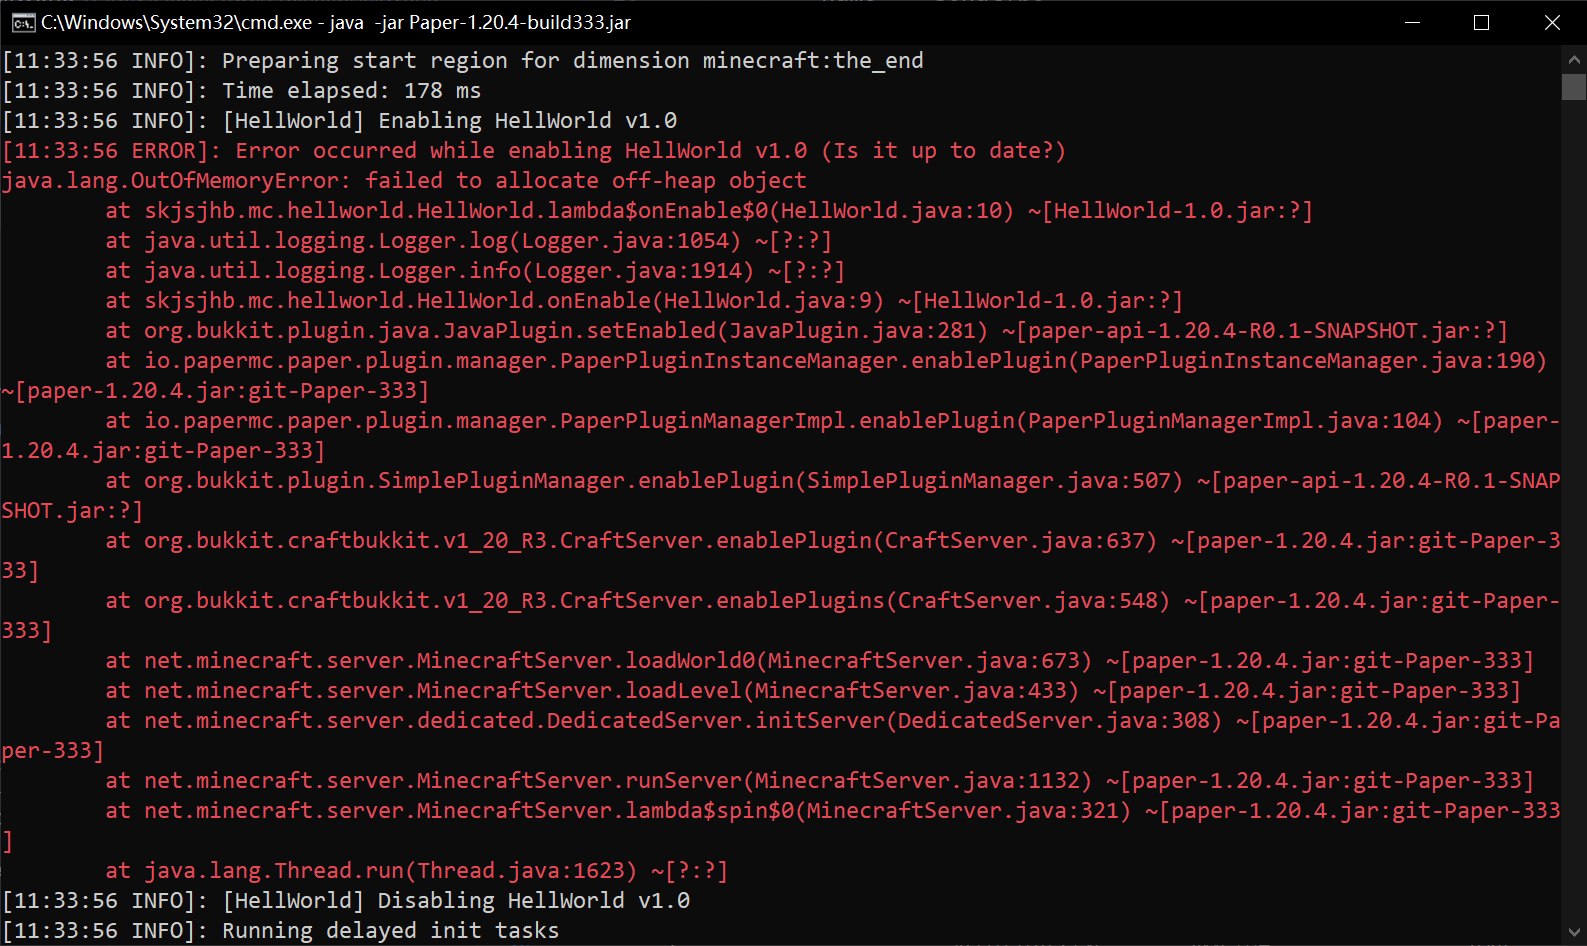 C:\Windows\System32\cmd.exe - java  -jar Paper-1.20.4-build333.jar
[11:33:56 INFO]: Preparing start region for dimension minecraft:the_end
[11:33:56 INFO]: Time elapsed: 178 ms
[11:33:56 INFO]: [HellWorld] Enabling HellWorld v1.0
[11:33:56 ERROR]: Error occurred while enabling HellWorld v1.0 (Is it up to date?)
java.lang.OutOfMemoryError: failed to allocate off-heap object
        at skjsjhb.mc.hellworld.HellWorld.lambda$onEnable$0(HellWorld.java:10) ~[HellWorld-1.0.jar:?]
        at java.util.logging.Logger.log(Logger.java:1054) ~[?:?]
        at java.util.logging.Logger.info(Logger.java:1914) ~[?:?]
        at skjsjhb.mc.hellworld.HellWorld.onEnable(HellWorld.java:9) ~[HellWorld-1.0.jar:?]
        at org.bukkit.plugin.java.JavaPlugin.setEnabled(JavaPlugin.java:281) ~[paper-api-1.20.4-R0.1-SNAPSHOT.jar:?]
        at io.papermc.paper.plugin.manager.PaperPluginInstanceManager.enablePlugin(PaperPluginInstanceManager.java:190)
~[paper-1.20.4.jar:git-Paper-333]
        at io.papermc.paper.plugin.manager.PaperPluginManagerImpl.enablePlugin(PaperPluginManagerImpl.java:104) ~[paper-
1.20.4.jar:git-Paper-333]
        at org.bukkit.plugin.SimplePluginManager.enablePlugin(SimplePluginManager.java:507) ~[paper-api-1.20.4-R0.1-SNAP
SHOT.jar:?]
        at org.bukkit.craftbukkit.v1_20_R3.CraftServer.enablePlugin(CraftServer.java:637) ~[paper-1.20.4.jar:git-Paper-3
33]
        at org.bukkit.craftbukkit.v1_20_R3.CraftServer.enablePlugins(CraftServer.java:548) ~[paper-1.20.4.jar:git-Paper-
333]
        at net.minecraft.server.MinecraftServer.loadWorld0(MinecraftServer.java:673) ~[paper-1.20.4.jar:git-Paper-333]
        at net.minecraft.server.MinecraftServer.loadLevel(MinecraftServer.java:433) ~[paper-1.20.4.jar:git-Paper-333]
        at net.minecraft.server.dedicated.DedicatedServer.initServer(DedicatedServer.java:308) ~[paper-1.20.4.jar:git-Pa
per-333]
        at net.minecraft.server.MinecraftServer.runServer(MinecraftServer.java:1132) ~[paper-1.20.4.jar:git-Paper-333]
        at net.minecraft.server.MinecraftServer.lambda$spin$0(MinecraftServer.java:321) ~[paper-1.20.4.jar:git-Paper-333
]
        at java.lang.Thread.run(Thread.java:1623) ~[?:?]
[11:33:56 INFO]: [HellWorld] Disabling HellWorld v1.0
[11:33:56 INFO]: Running delayed init tasks